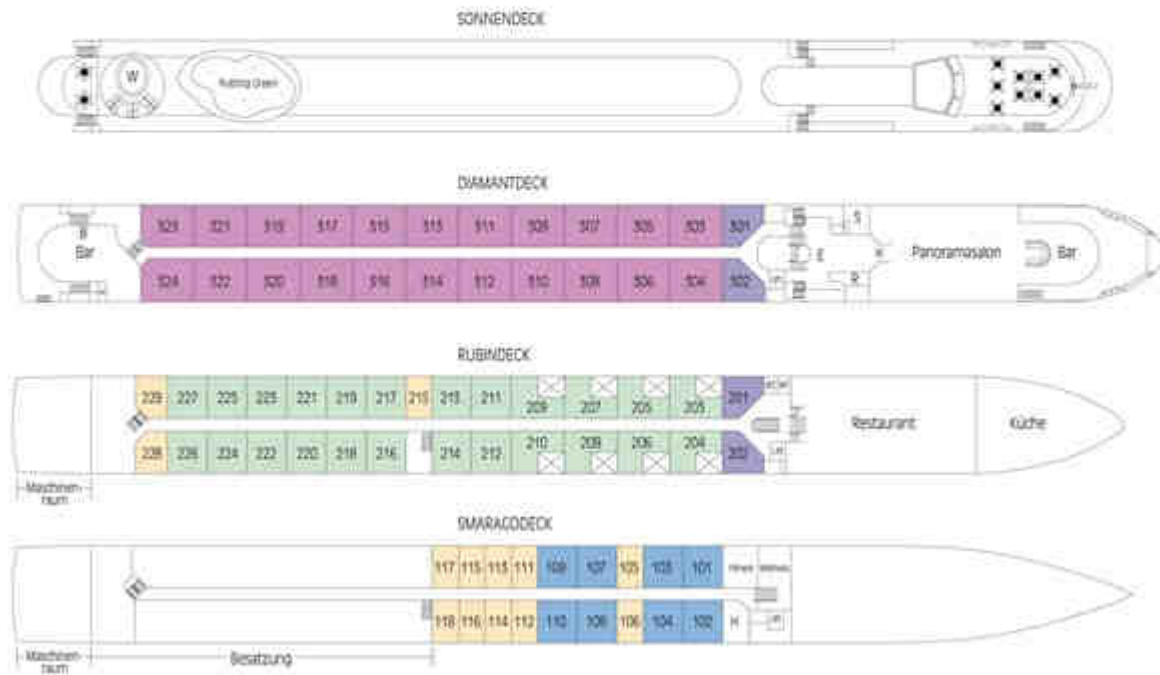 SONNENDECK
W
Putting Green
DIAMANTDECK
321 319 317 315 313 311 309 307 305 303 301
Bar
Panoramasalon
Bar
324 322 320 318 316 314 312 310 308 306 304 302
RUBINDECK
229 227 225 223 221 219 217 215 213 211 209 207 205 203 201
Restaurant
Küche
228 226 224 222 220 218 216 214 212 210 208 206 204 202
Maschinen-
raum
SMARAGDDECK
117 115 113 111 109 107 105 103 101
118 116 114 112 110 108 106 104 102 H
Maschinen-
raum
Besatzung